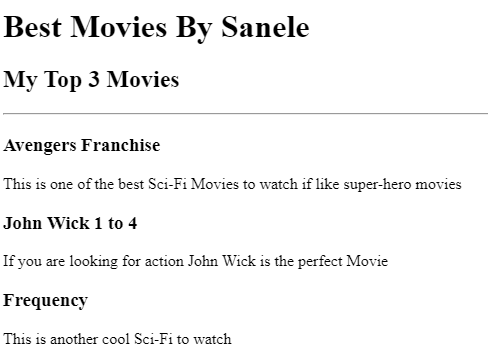 Best Movies By Sanele
My Top 3 Movies
Avengers Franchise
This is one of the best Sci-Fi Movies to watch if like super-hero movies
John Wick 1 to 4
If you are looking for action John Wick is the perfect Movie
Frequency
This is another cool Sci-Fi to watch